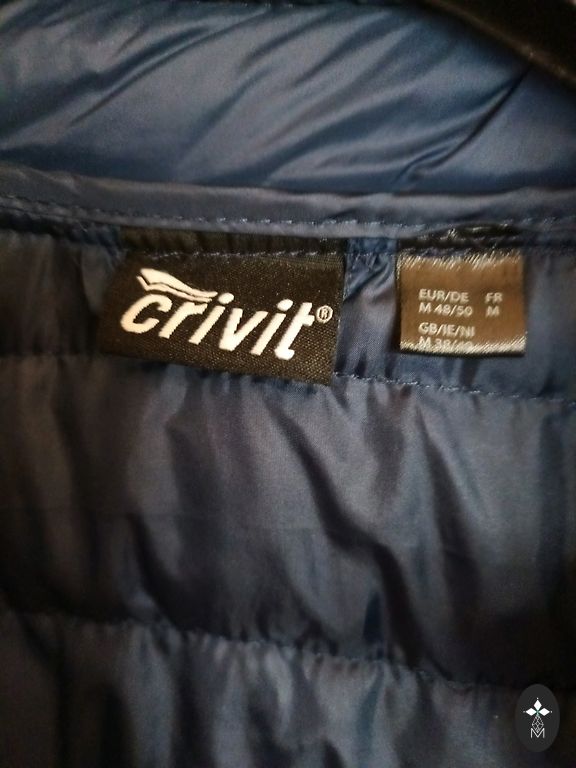 crivit®
EUR/DE FR
M 48/50 M
GB/IE/NI
M 38/40